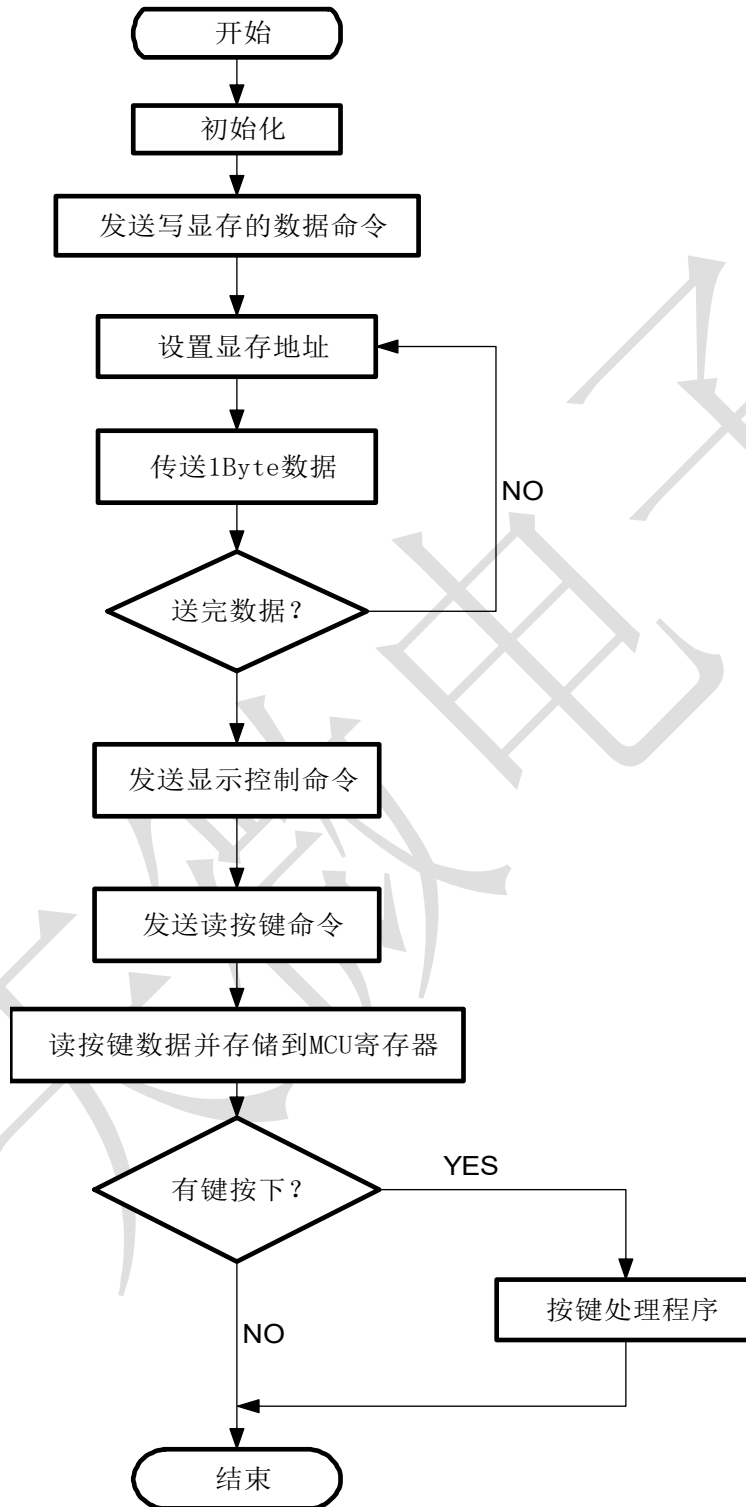 开始
初始化
发送写显存的数据命令
设置显存地址
传送1Byte数据
NO
送完数据?
发送显示控制命令
发送读按键命令
读按键数据并存储到MCU寄存器
有键按下?
YES
按键处理程序
NO
结束
天微电子